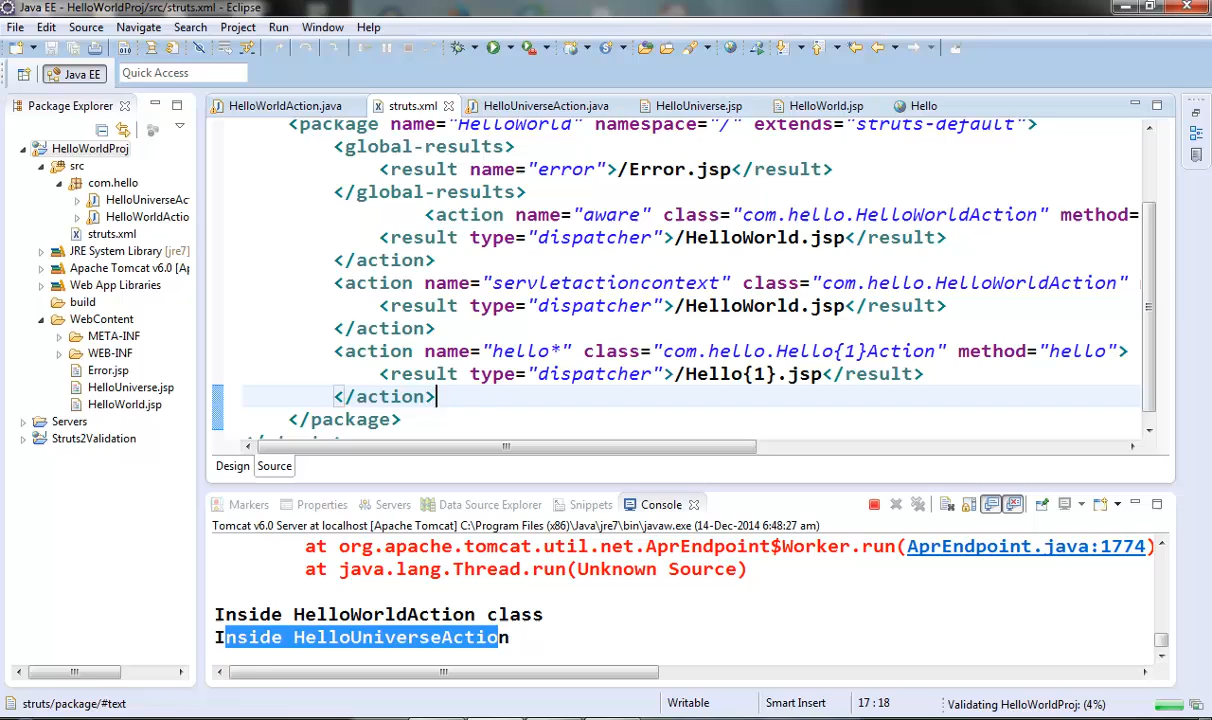 Java EE - HelloWorldProj/src/struts.xml - Eclipse
File Edit Source Navigate Search Project Run Window Help
Java EE Quick Access
Package Explorer
HelloWorldProj
src
com.hello
HelloUniverseAc
HelloWorldActio
struts.xml
JRE System Library [jre7]
Apache Tomcat v6.0 [Ap
Web App Libraries
build
WebContent
META-INF
WEB-INF
Error.jsp
HelloUniverse.jsp
HelloWorld.jsp
Servers
Struts2Validation
HelloWorldAction.java struts.xml HelloUniverseAction.java HelloUniverse.jsp HelloWorld.jsp Hello
<package name="HelloWorld" namespace="/" extends="struts-default">
<global-results>
<result name="error">/Error.jsp</result>
</global-results>
<action name="aware" class="com.hello.HelloWorldAction" method=
<result type="dispatcher">/HelloWorld.jsp</result>
</action>
<action name="servletactioncontext" class="com.hello.HelloWorldAction"
<result type="dispatcher">/HelloWorld.jsp</result>
</action>
<action name="hello*" class="com.hello.Hello{1}Action" method="hello">
<result type="dispatcher">/Hello{1}.jsp</result>
</action>
</package>
Design Source
Markers Properties Servers Data Source Explorer Snippets Console
Tomcat v6.0 Server at localhost [Apache Tomcat] C:\Program Files (x86)\Java\jre7\bin\javaw.exe (14-Dec-2014 6:48:27 am)
at org.apache.tomcat.util.net.AprEndpoint$Worker.run(AprEndpoint.java:1774)
at java.lang.Thread.run(Unknown Source)
Inside HelloWorldAction class
Inside HelloUniverseAction
struts/package/#text Writable Smart Insert 17 : 18 Validating HelloWorldProj: (4%)